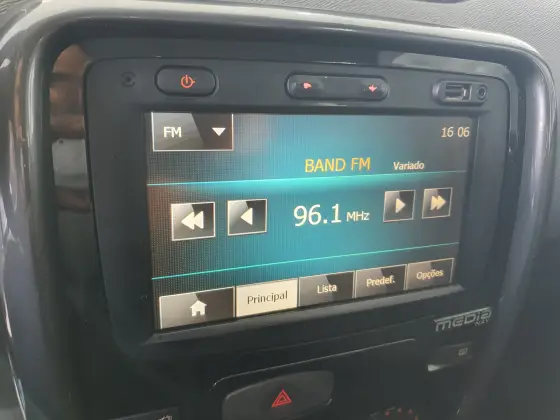 FM
16 06
BAND FM Variado
96.1 MHz
Principal Lista Predef. Opções
MEDIA